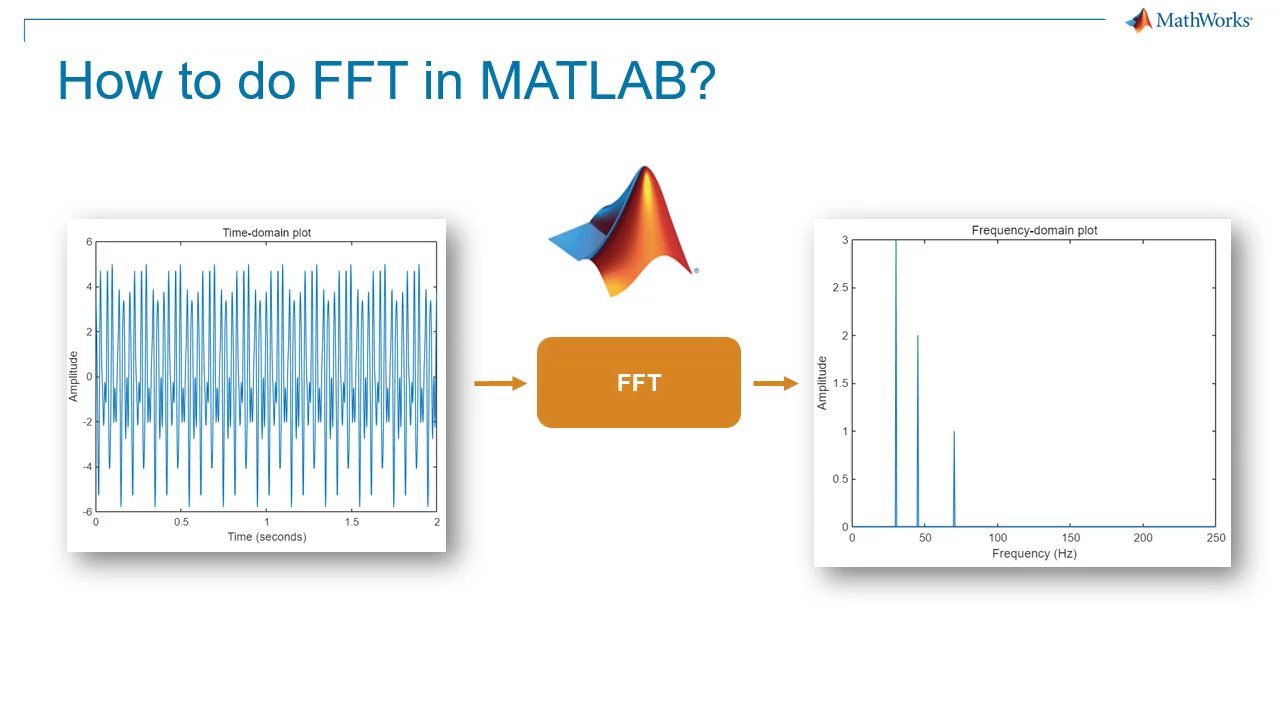 MathWorks®
How to do FFT in MATLAB?
Time-domain plot
6
4
2
0
-2
-4
-6
Amplitude
0 0.5 1 1.5 2
Time (seconds)
®
FFT
Frequency-domain plot
3
2.5
2
1.5
1
0.5
0
Amplitude
0 50 100 150 200 250
Frequency (Hz)